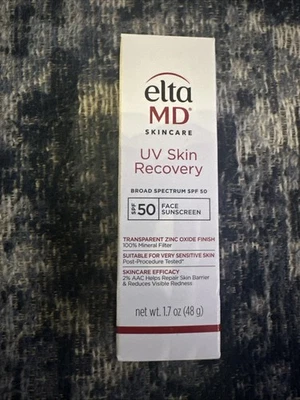 elta
MD®
SKINCARE
UV Skin
Recovery
BROAD SPECTRUM SPF 50
SPF 50 FACE
SUNSCREEN
TRANSPARENT ZINC OXIDE FINISH
100% Mineral Filter
SUITABLE FOR VERY SENSITIVE SKIN
Post-Procedure Tested*
SKINCARE EFFICACY
2% AAC Helps Repair Skin Barrier
& Reduces Visible Redness
net wt. 1.7 oz (48 g)